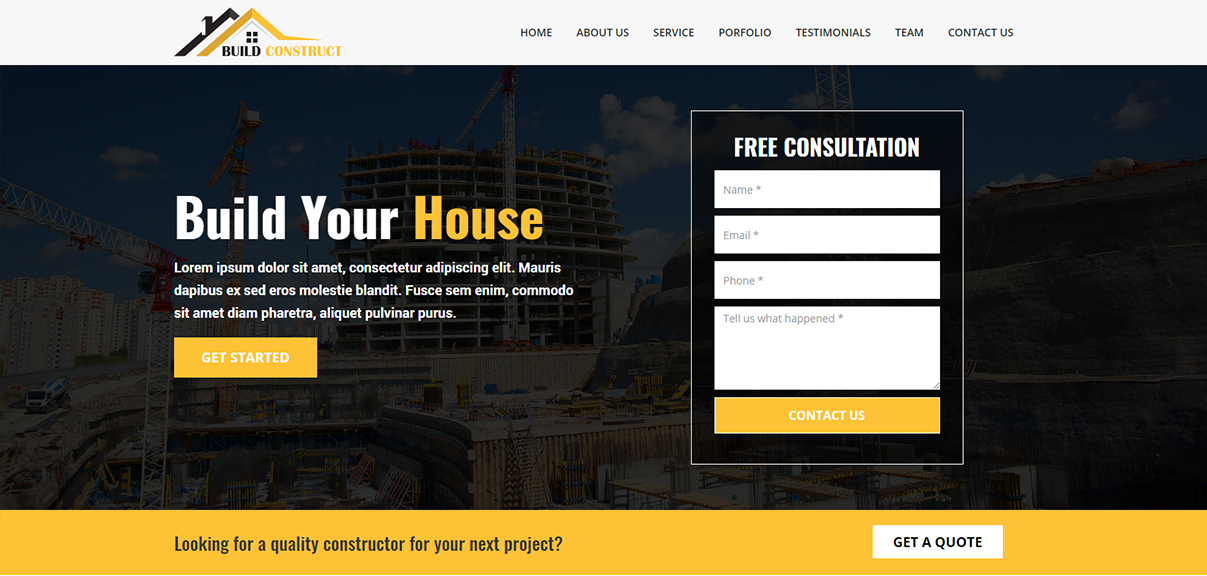 BUILD CONSTRUCT
HOME ABOUT US SERVICE PORFOLIO TESTIMONIALS TEAM CONTACT US
Build Your House
Lorem ipsum dolor sit amet, consectetur adipiscing elit. Mauris
dapibus ex sed eros molestie blandit. Fusce sem enim, commodo
sit amet diam pharetra, aliquet pulvinar purus.
GET STARTED
FREE CONSULTATION
Name *
Email *
Phone *
Tell us what happened *
CONTACT US
Looking for a quality constructor for your next project?
GET A QUOTE